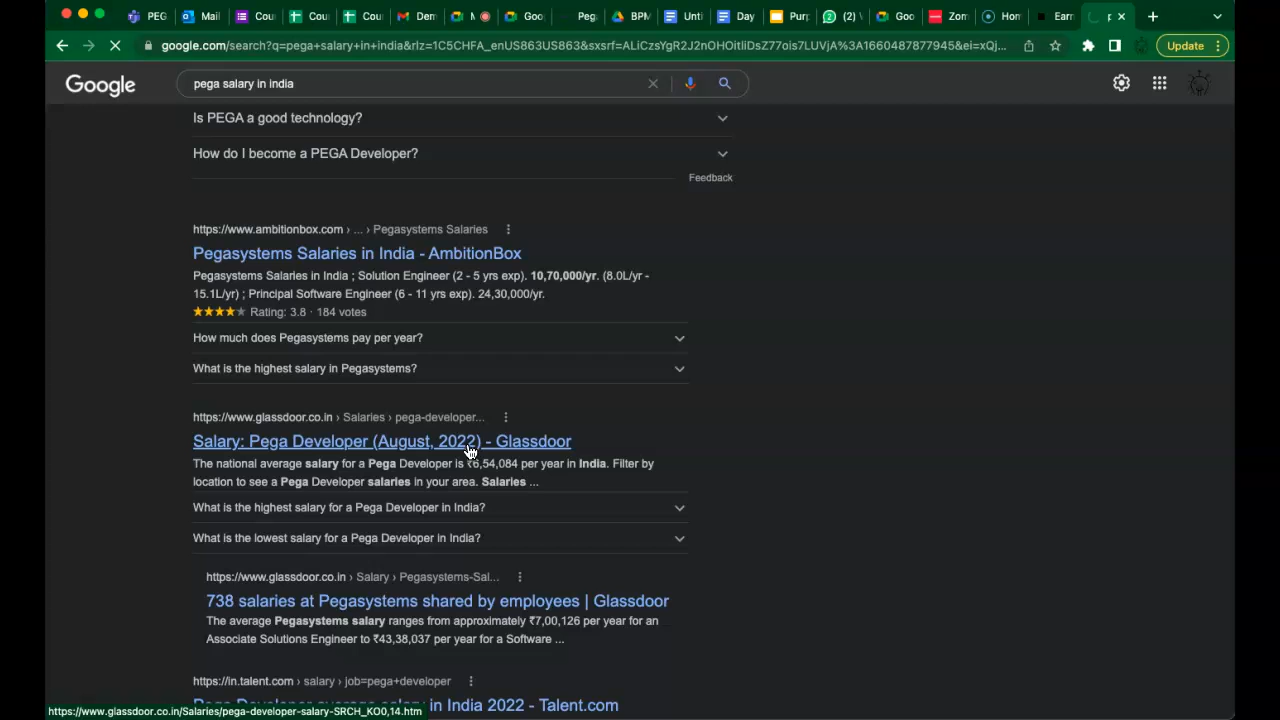 PEG
Mail
Cou
Cou
Cou
Dem
M
Goo
Peg
BPM
Unti
Day
Purp
(2)
Goo
Zom
Hon
Earn
p
google.com/search?q=pega+salary+in+india&rlz=1C5CHFA_enUS863US863&sxsrf=ALiCzsYgR2J2nOHOitIiDsZ77ois7LUVjA%3A1660487877945&ei=xQj...
Update
Google
pega salary in india
Is PEGA a good technology?
How do I become a PEGA Developer?
Feedback
https://www.ambitionbox.com › ... › Pegasystems Salaries
Pegasystems Salaries in India - AmbitionBox
Pegasystems Salaries in India ; Solution Engineer (2 - 5 yrs exp). 10,70,000/yr. (8.0L/yr -
15.1L/yr) ; Principal Software Engineer (6 - 11 yrs exp). 24,30,000/yr.
Rating: 3.8 · 184 votes
How much does Pegasystems pay per year?
What is the highest salary in Pegasystems?
https://www.glassdoor.co.in › Salaries › pega-developer...
Salary: Pega Developer (August, 2022) - Glassdoor
The national average salary for a Pega Developer is ₹6,54,084 per year in India. Filter by
location to see a Pega Developer salaries in your area. Salaries ...
What is the highest salary for a Pega Developer in India?
What is the lowest salary for a Pega Developer in India?
https://www.glassdoor.co.in › Salary › Pegasystems-Sal...
738 salaries at Pegasystems shared by employees | Glassdoor
The average Pegasystems salary ranges from approximately ₹7,00,126 per year for an
Associate Solutions Engineer to ₹43,38,037 per year for a Software ...
https://in.talent.com › salary › job=pega+developer
Pega Developer average salary in India 2022 - Talent.com
https://www.glassdoor.co.in/Salaries/pega-developer-salary-SRCH_KO0,14.htm